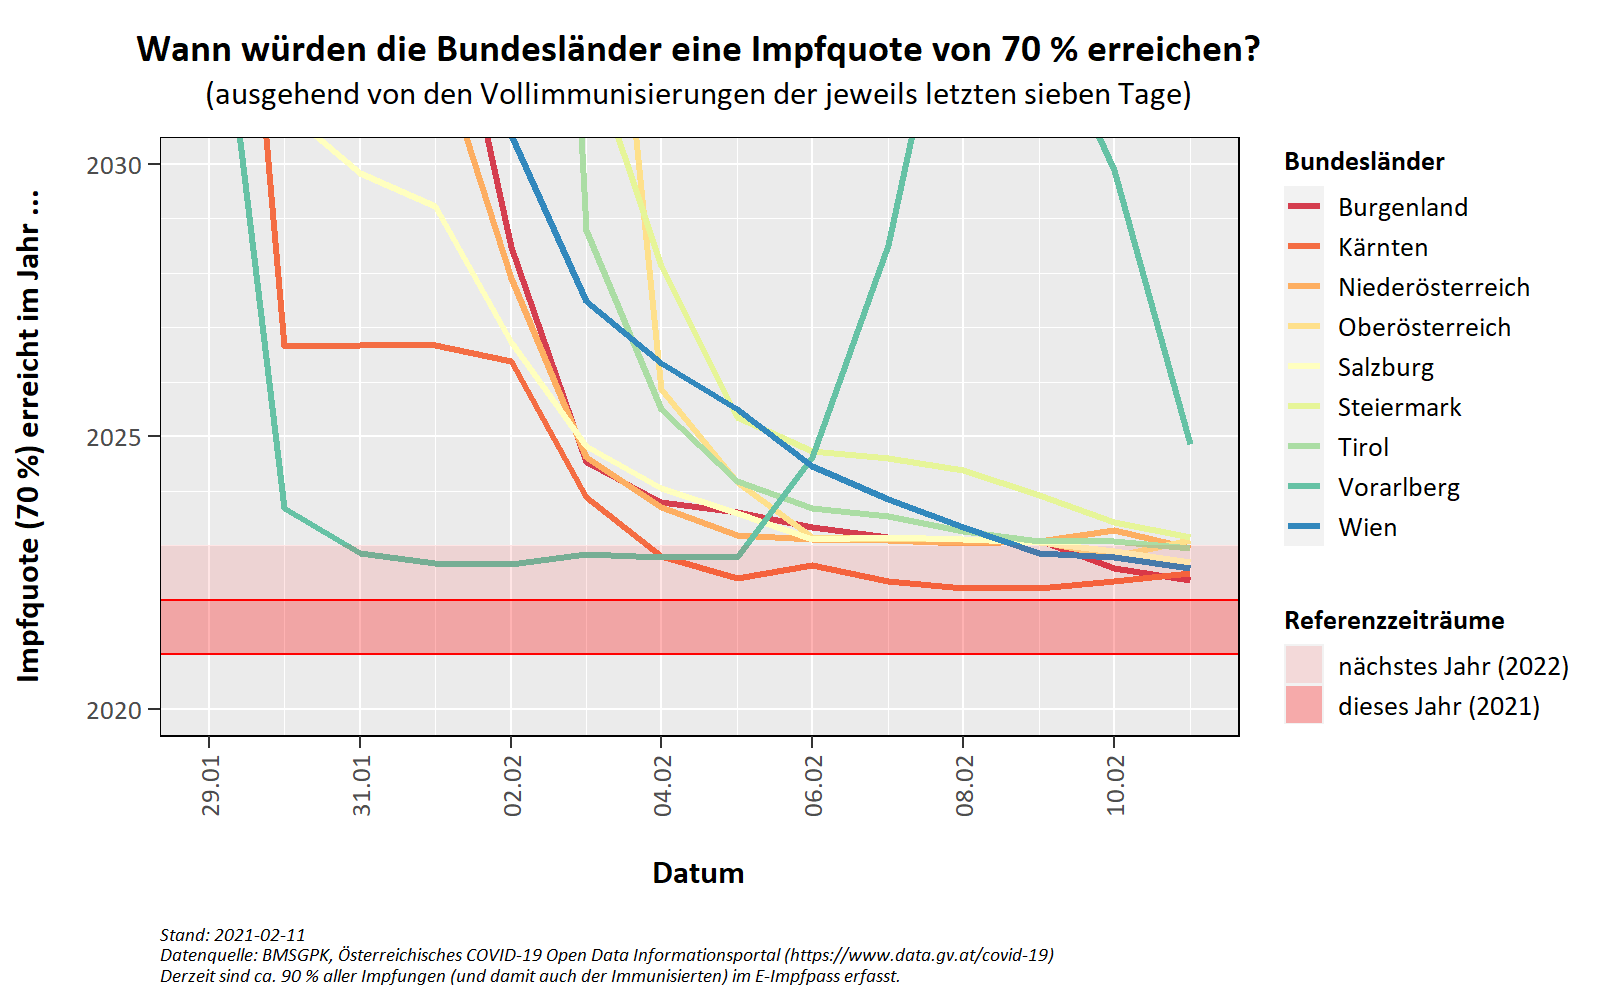 Wann würden die Bundesländer eine Impfquote von 70 % erreichen?
(ausgehend von den Vollimmunisierungen der jeweils letzten sieben Tage)
Impfquote (70 %) erreicht im Jahr ...
2030
2025
2020
29.01
31.01
02.02
04.02
06.02
08.02
10.02
Datum
Bundesländer
Burgenland
Kärnten
Niederösterreich
Oberösterreich
Salzburg
Steiermark
Tirol
Vorarlberg
Wien
Referenzzeiträume
nächstes Jahr (2022)
dieses Jahr (2021)
Stand: 2021-02-11
Datenquelle: BMSGPK, Österreichisches COVID-19 Open Data Informationsportal (https://www.data.gv.at/covid-19)
Derzeit sind ca. 90 % aller Impfungen (und damit auch der Immunisierten) im E-Impfpass erfasst.